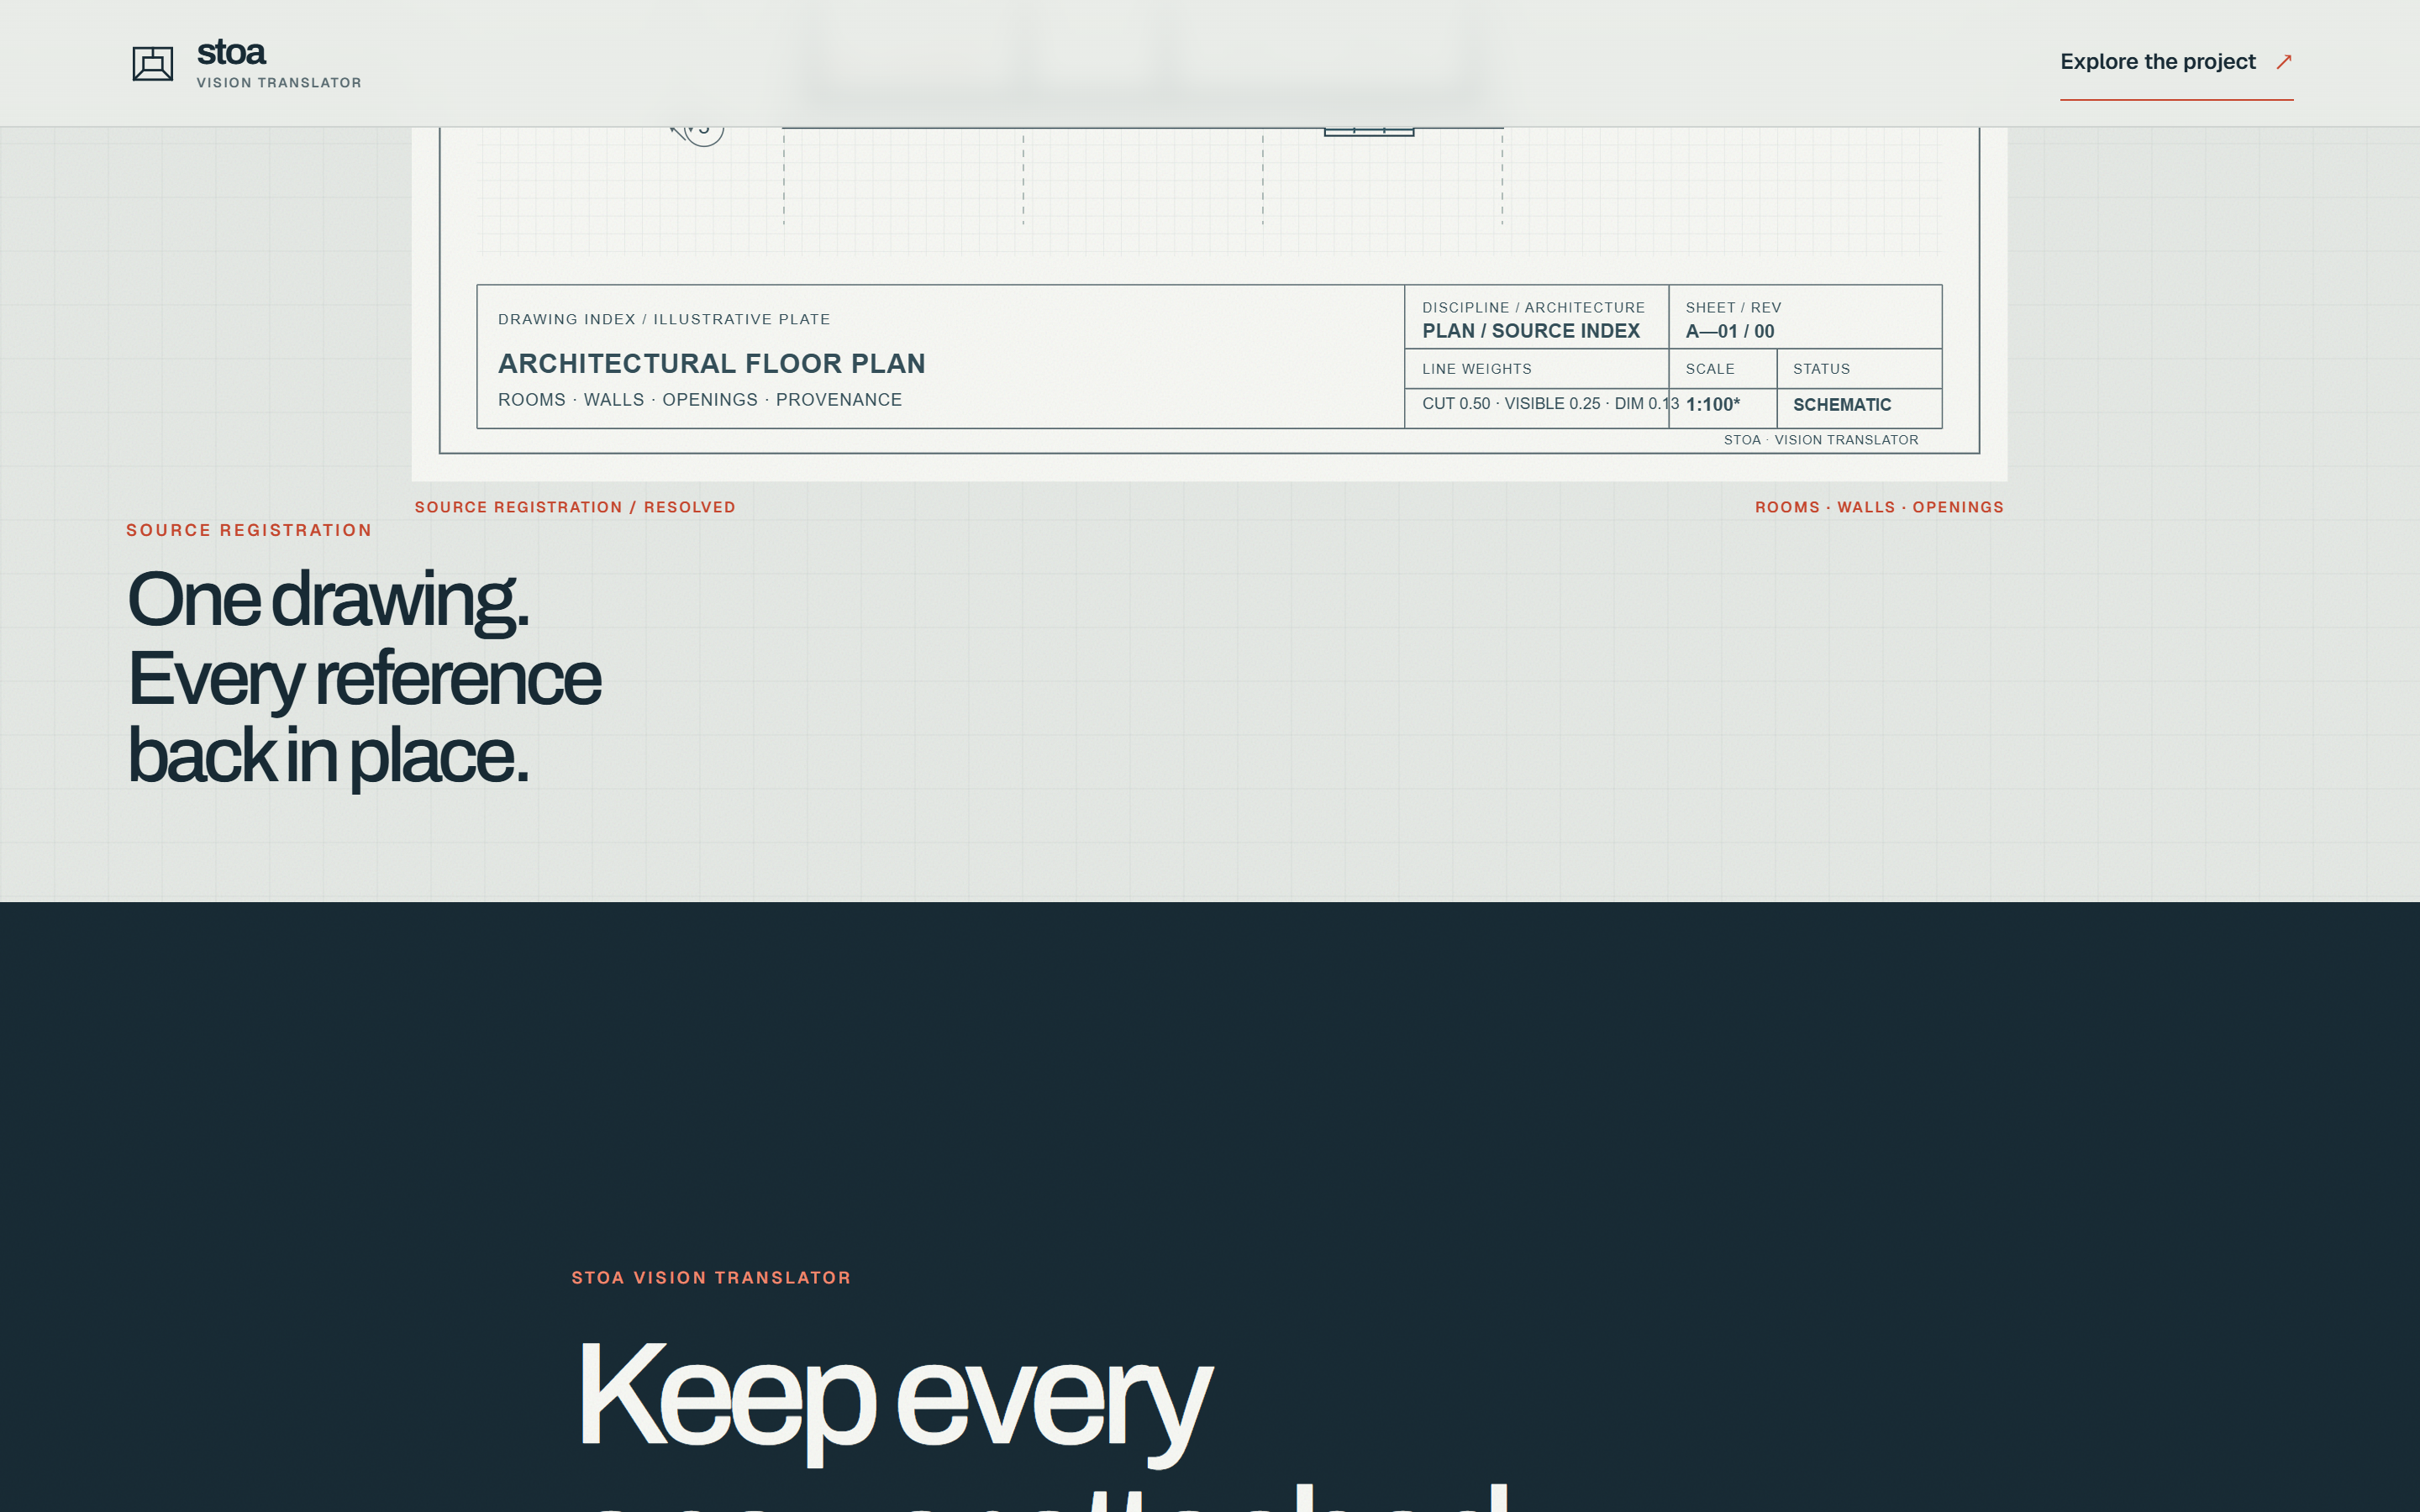 stoa
VISION TRANSLATOR
Explore the project ↗
DRAWING INDEX / ILLUSTRATIVE PLATE
ARCHITECTURAL FLOOR PLAN
ROOMS · WALLS · OPENINGS · PROVENANCE
DISCIPLINE / ARCHITECTURE
PLAN / SOURCE INDEX
SHEET / REV
A—01 / 00
LINE WEIGHTS
CUT 0.50 · VISIBLE 0.25 · DIM 0.13
SCALE
1:100*
STATUS
SCHEMATIC
STOA · VISION TRANSLATOR
SOURCE REGISTRATION / RESOLVED
ROOMS · WALLS · OPENINGS
SOURCE REGISTRATION
One drawing.
Every reference
back in place.
STOA VISION TRANSLATOR
Keep every